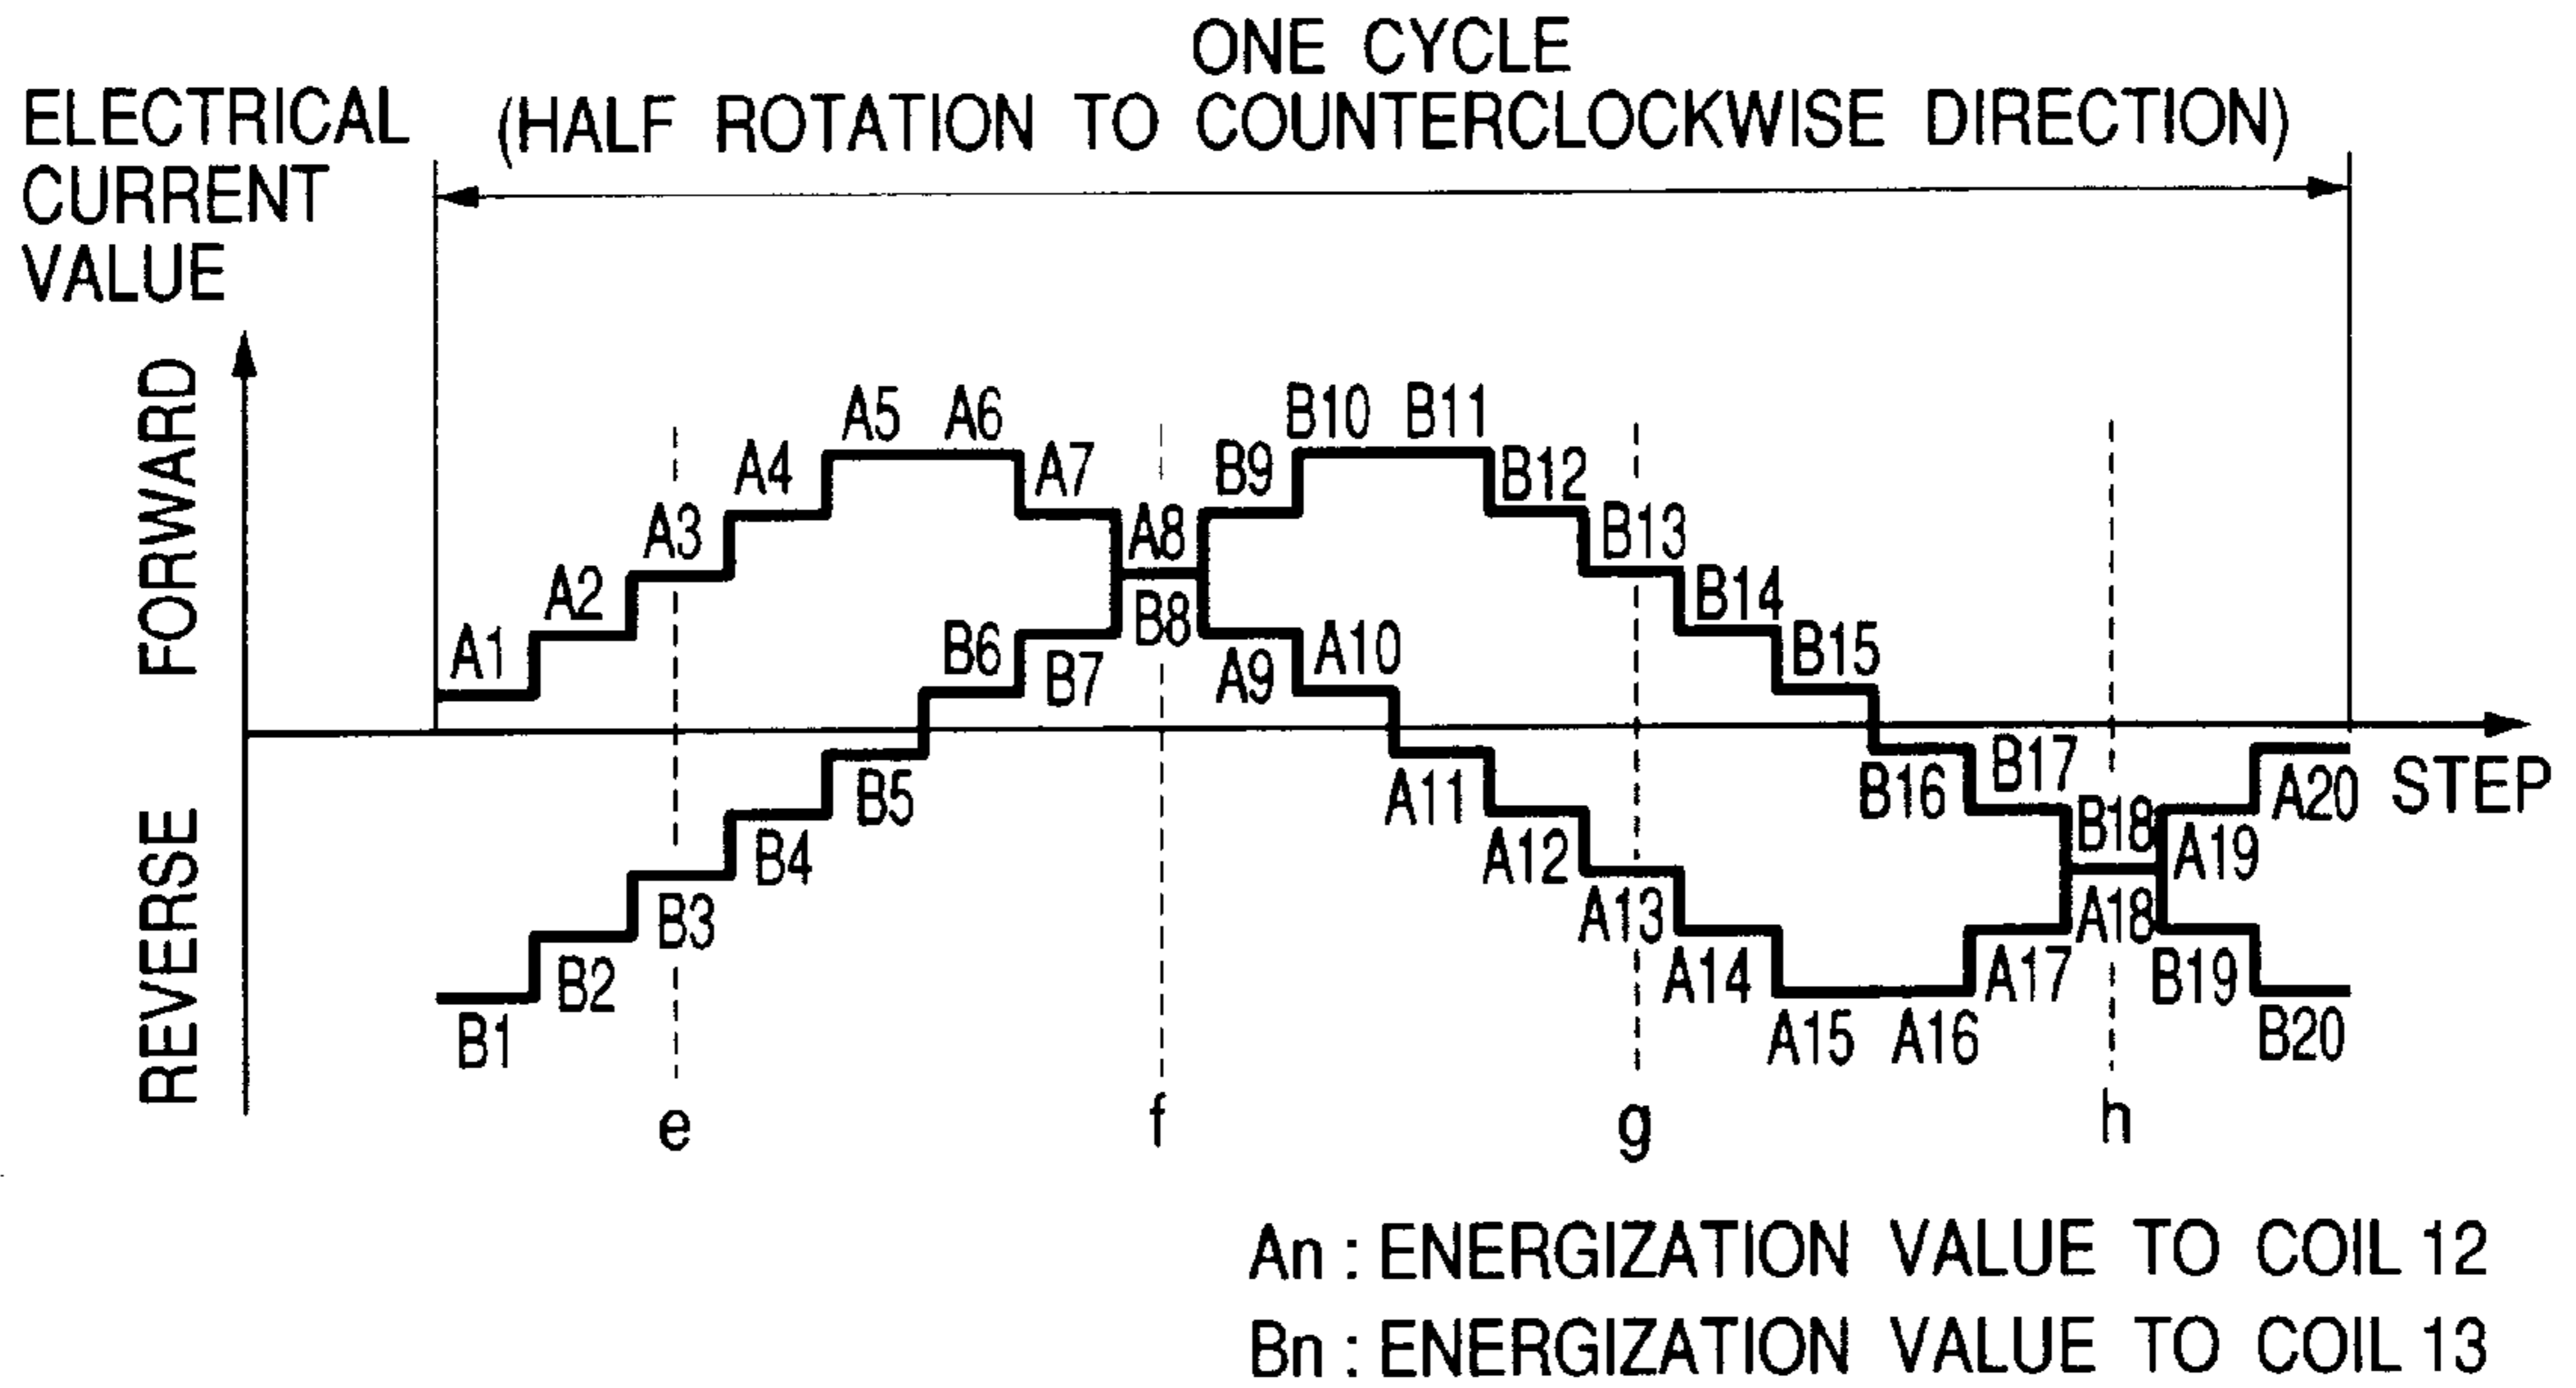 ONE CYCLE
(HALF ROTATION TO COUNTERCLOCKWISE DIRECTION)
ELECTRICAL
CURRENT
VALUE
FORWARD
REVERSE
A1
A2
A3
A4
A5
A6
A7
A8
A9
A10
A11
A12
A13
A14
A15
A16
A17
A18
A19
A20
B1
B2
B3
B4
B5
B6
B7
B8
B9
B10
B11
B12
B13
B14
B15
B16
B17
B18
B19
B20
STEP
e
f
g
h
An : ENERGIZATION VALUE TO COIL 12
Bn : ENERGIZATION VALUE TO COIL 13